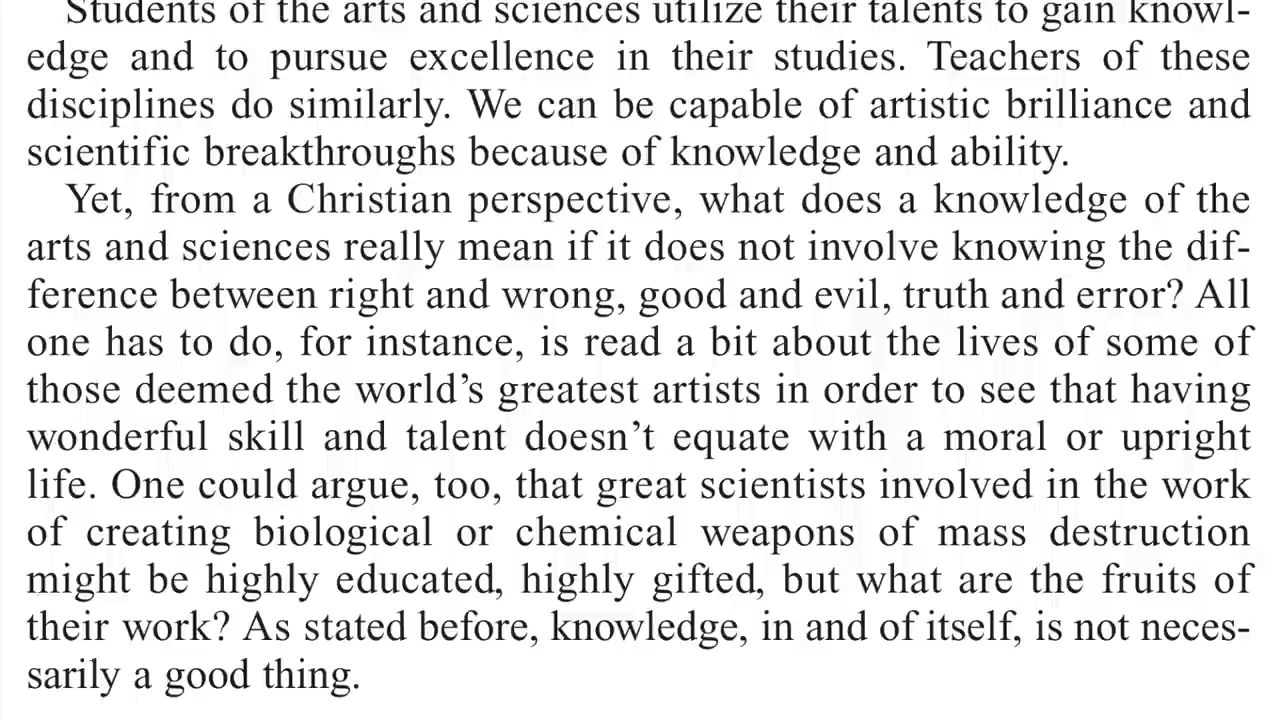 Students of the arts and sciences utilize their talents to gain knowl-
edge and to pursue excellence in their studies. Teachers of these
disciplines do similarly. We can be capable of artistic brilliance and
scientific breakthroughs because of knowledge and ability.
Yet, from a Christian perspective, what does a knowledge of the
arts and sciences really mean if it does not involve knowing the dif-
ference between right and wrong, good and evil, truth and error? All
one has to do, for instance, is read a bit about the lives of some of
those deemed the world’s greatest artists in order to see that having
wonderful skill and talent doesn’t equate with a moral or upright
life. One could argue, too, that great scientists involved in the work
of creating biological or chemical weapons of mass destruction
might be highly educated, highly gifted, but what are the fruits of
their work? As stated before, knowledge, in and of itself, is not neces-
sarily a good thing.